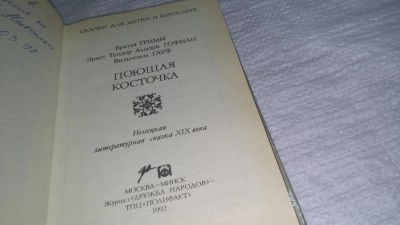 СКАЗКИ ДЛЯ ДЕТЕЙ И ВЗРОСЛЫХ
Братья ГРИММ
Эрнст Теодор Амадей ГОФМАН
Вильгельм ГАУФ
ПОЮЩАЯ
КОСТОЧКА
Немецкая
литературная сказка XIX века
МОСКВА–МИНСК
Журнал «ДРУЖБА НАРОДОВ»–
ТПЦ «ПОЛИФАКТ»
1992